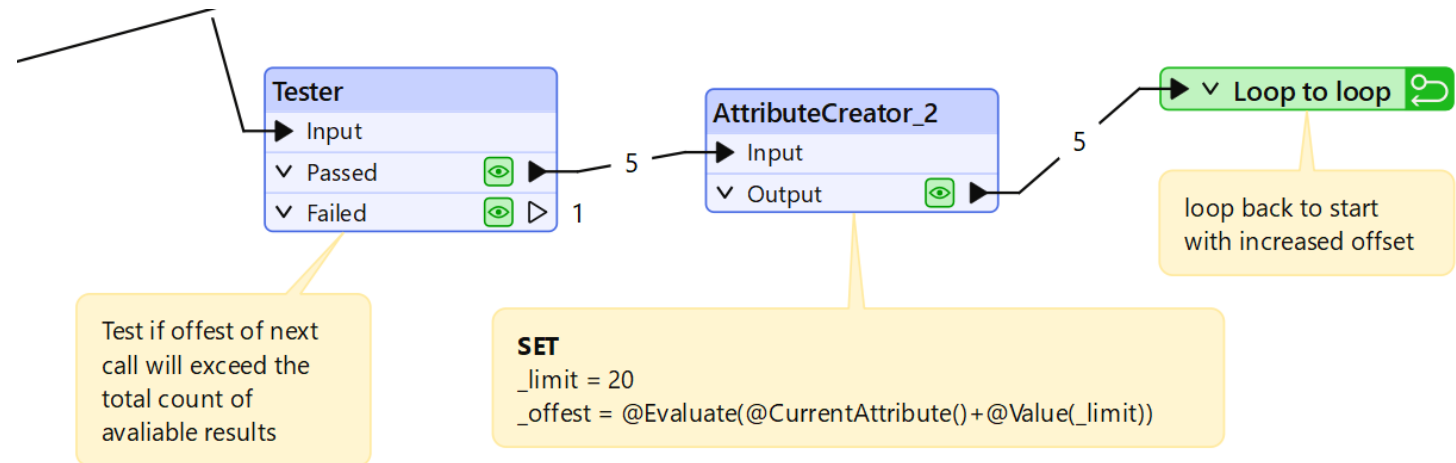 Tester
Input
Passed
5
Failed
1
AttributeCreator_2
Input
Output
5
Loop to loop
Test if offest of next
call will exceed the
total count of
avaliable results
SET
_limit = 20
_offest = @Evaluate(@CurrentAttribute()+@Value(_limit))
loop back to start
with increased offset